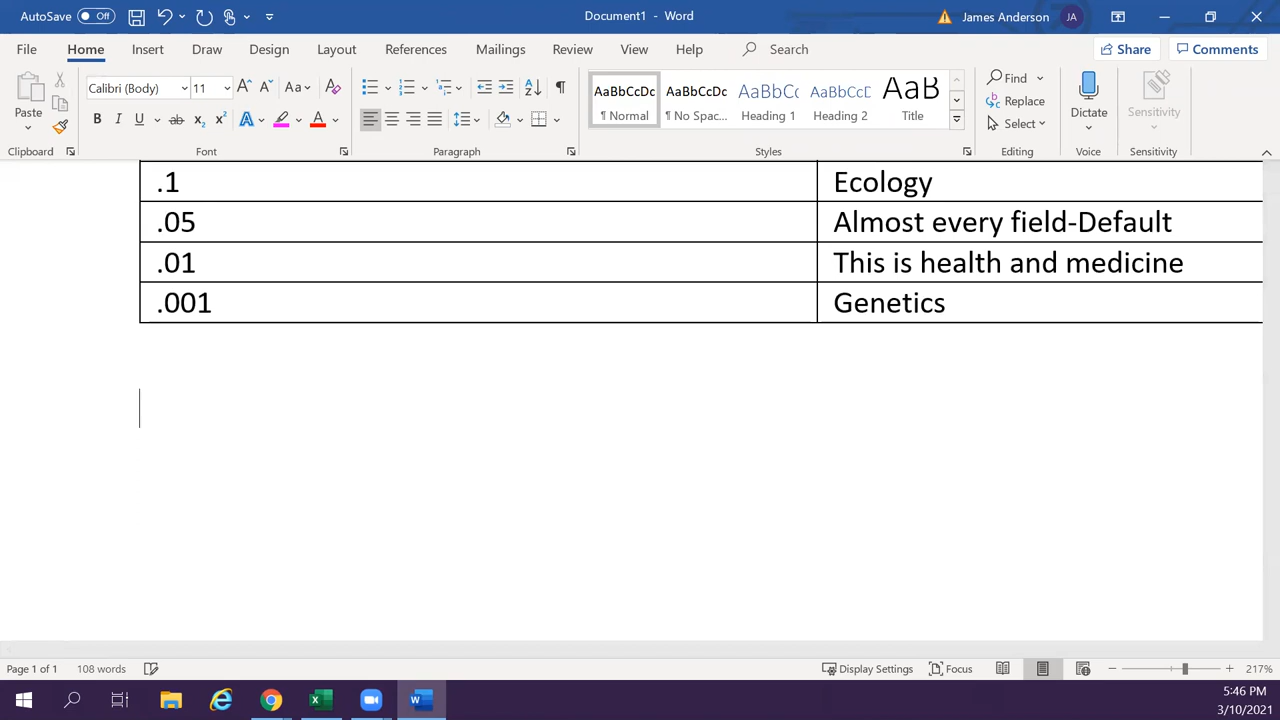 AutoSave Off Document1 - Word James Anderson JA
File Home Insert Draw Design Layout References Mailings Review View Help Search Share Comments
Paste Calibri (Body) 11 Aa AaBbCcDc AaBbCcDc AaBbCc AaBbCcD AaB Find Replace Select Dictate Sensitivity
¶ Normal ¶ No Spac... Heading 1 Heading 2 Title
Clipboard Font Paragraph Styles Editing Voice Sensitivity
.1 Ecology
.05 Almost every field-Default
.01 This is health and medicine
.001 Genetics
Page 1 of 1 108 words Display Settings Focus 217%
5:46 PM
3/10/2021